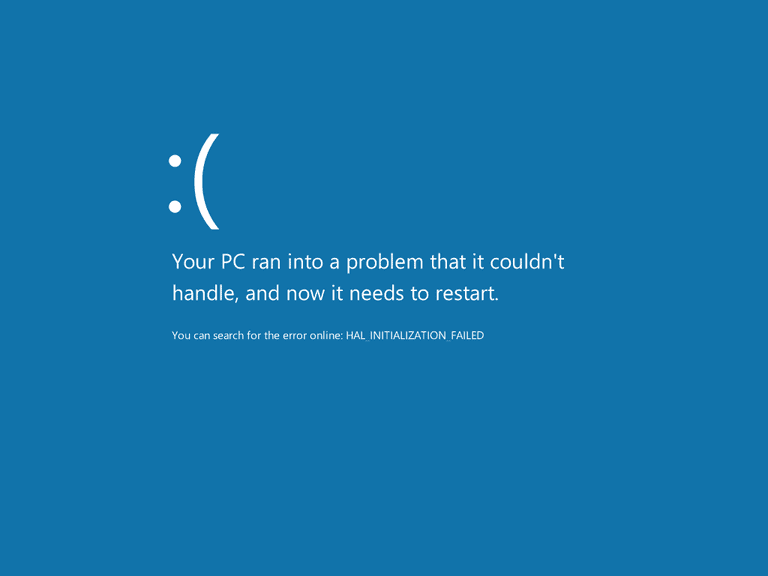 :(
Your PC ran into a problem that it couldn't
handle, and now it needs to restart.
You can search for the error online: HAL_INITIALIZATION_FAILED